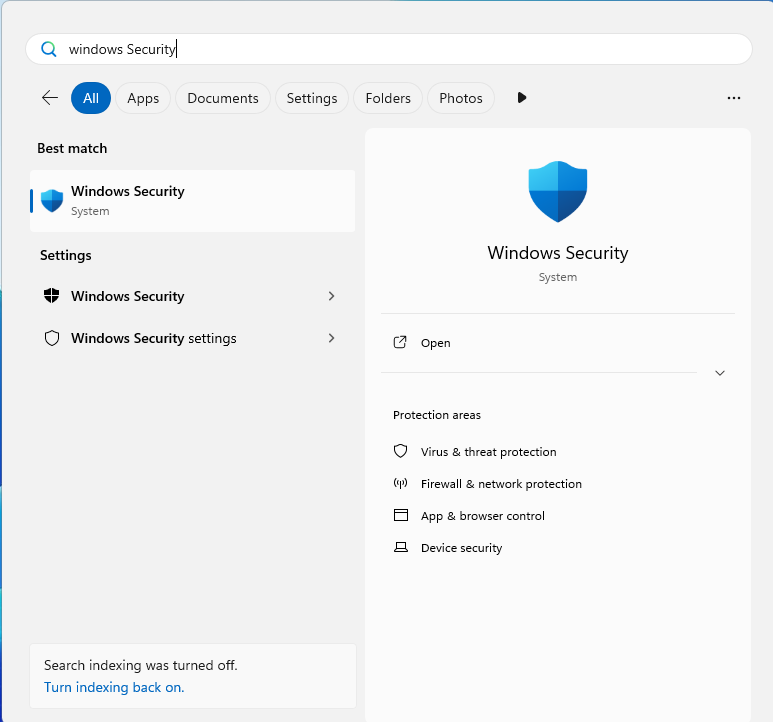 windows Security
All
Apps
Documents
Settings
Folders
Photos
Best match
Windows Security
System
Settings
Windows Security
Windows Security settings
Search indexing was turned off.
Turn indexing back on.
Windows Security
System
Open
Protection areas
Virus & threat protection
Firewall & network protection
App & browser control
Device security